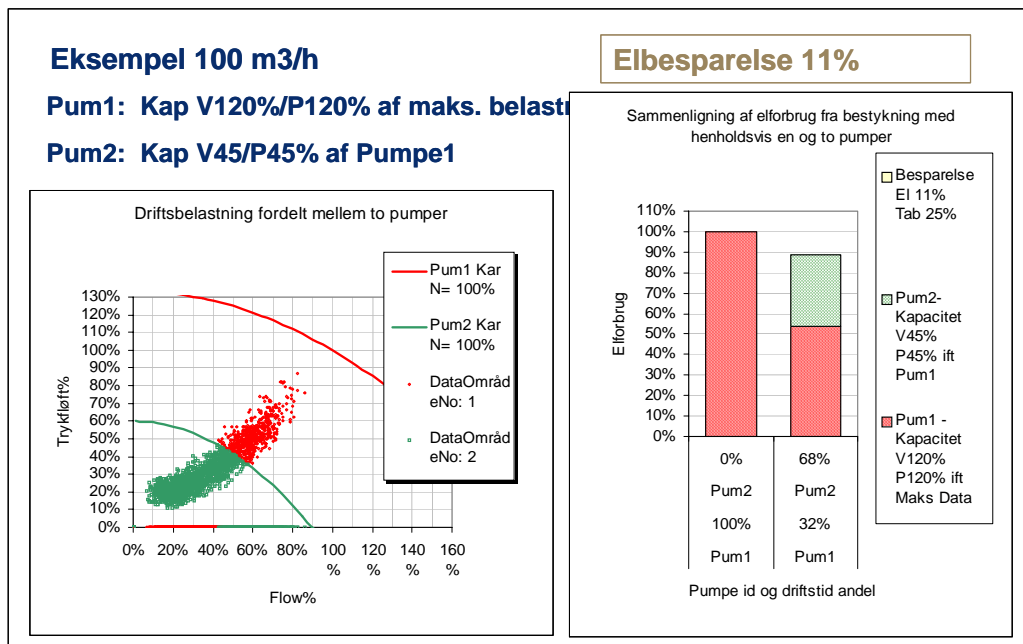 Eksempel 100 m3/h
Elbesparelse 11%
Pum1: Kap V120%/P120% af maks. belastn
Pum2: Kap V45/P45% af Pumpe1
Driftsbelastning fordelt mellem to pumper
Trykfløft%
130%
120%
110%
100%
90%
80%
70%
60%
50%
40%
30%
20%
10%
0%
0%
20%
40%
60%
80%
100
%
120
%
140
%
160
%
Flow%
Pum1 Kar
N= 100%
Pum2 Kar
N= 100%
DataOmråd
eNo: 1
DataOmråd
eNo: 2
Sammenligning af elforbrug fra bestykning med
henholdsvis en og to pumper
Elforbrug
110%
100%
90%
80%
70%
60%
50%
40%
30%
20%
10%
0%
0%
68%
Pum2
Pum2
100%
32%
Pum1
Pum1
Pumpe id og driftstid andel
Besparelse
El 11%
Tab 25%
Pum2-
Kapacitet
V45%
P45% ift
Pum1
Pum1 -
Kapacitet
V120%
P120% ift
Maks Data